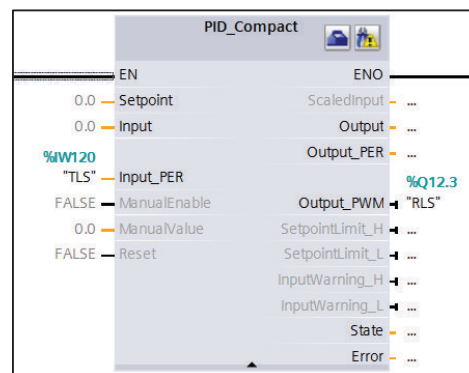 PID_Compact
EN ENO
0.0 Setpoint ScaledInput ...
0.0 Input Output ...
%IW120 Output_PER ...
"TLS" Input_PER %Q12.3
FALSE ManualEnable Output_PWM "RLS"
0.0 ManualValue SetpointLimit_H ...
FALSE Reset SetpointLimit_L ...
InputWarning_H ...
InputWarning_L ...
State ...
Error ...